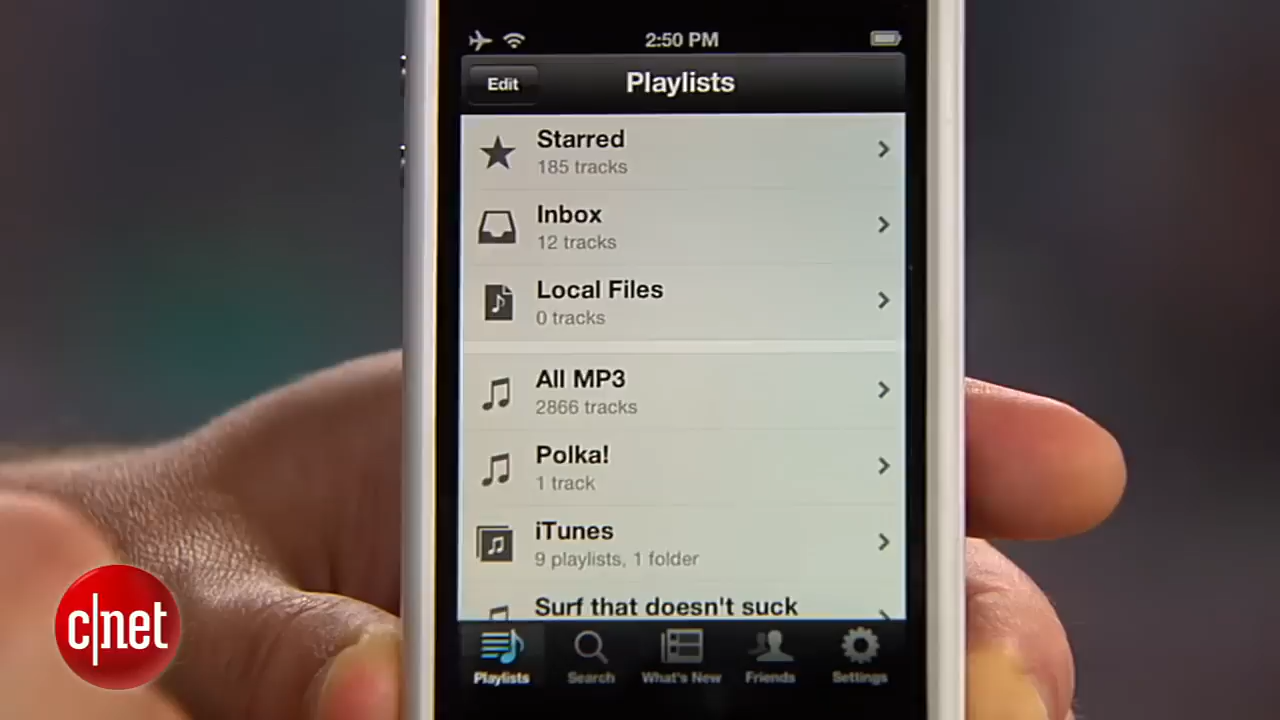 2:50 PM
Edit
Playlists
Starred
185 tracks
Inbox
12 tracks
Local Files
0 tracks
All MP3
2866 tracks
Polka!
1 track
iTunes
9 playlists, 1 folder
Surf that doesn't suck
Playlists
Search
What's New
Friends
Settings
c|net